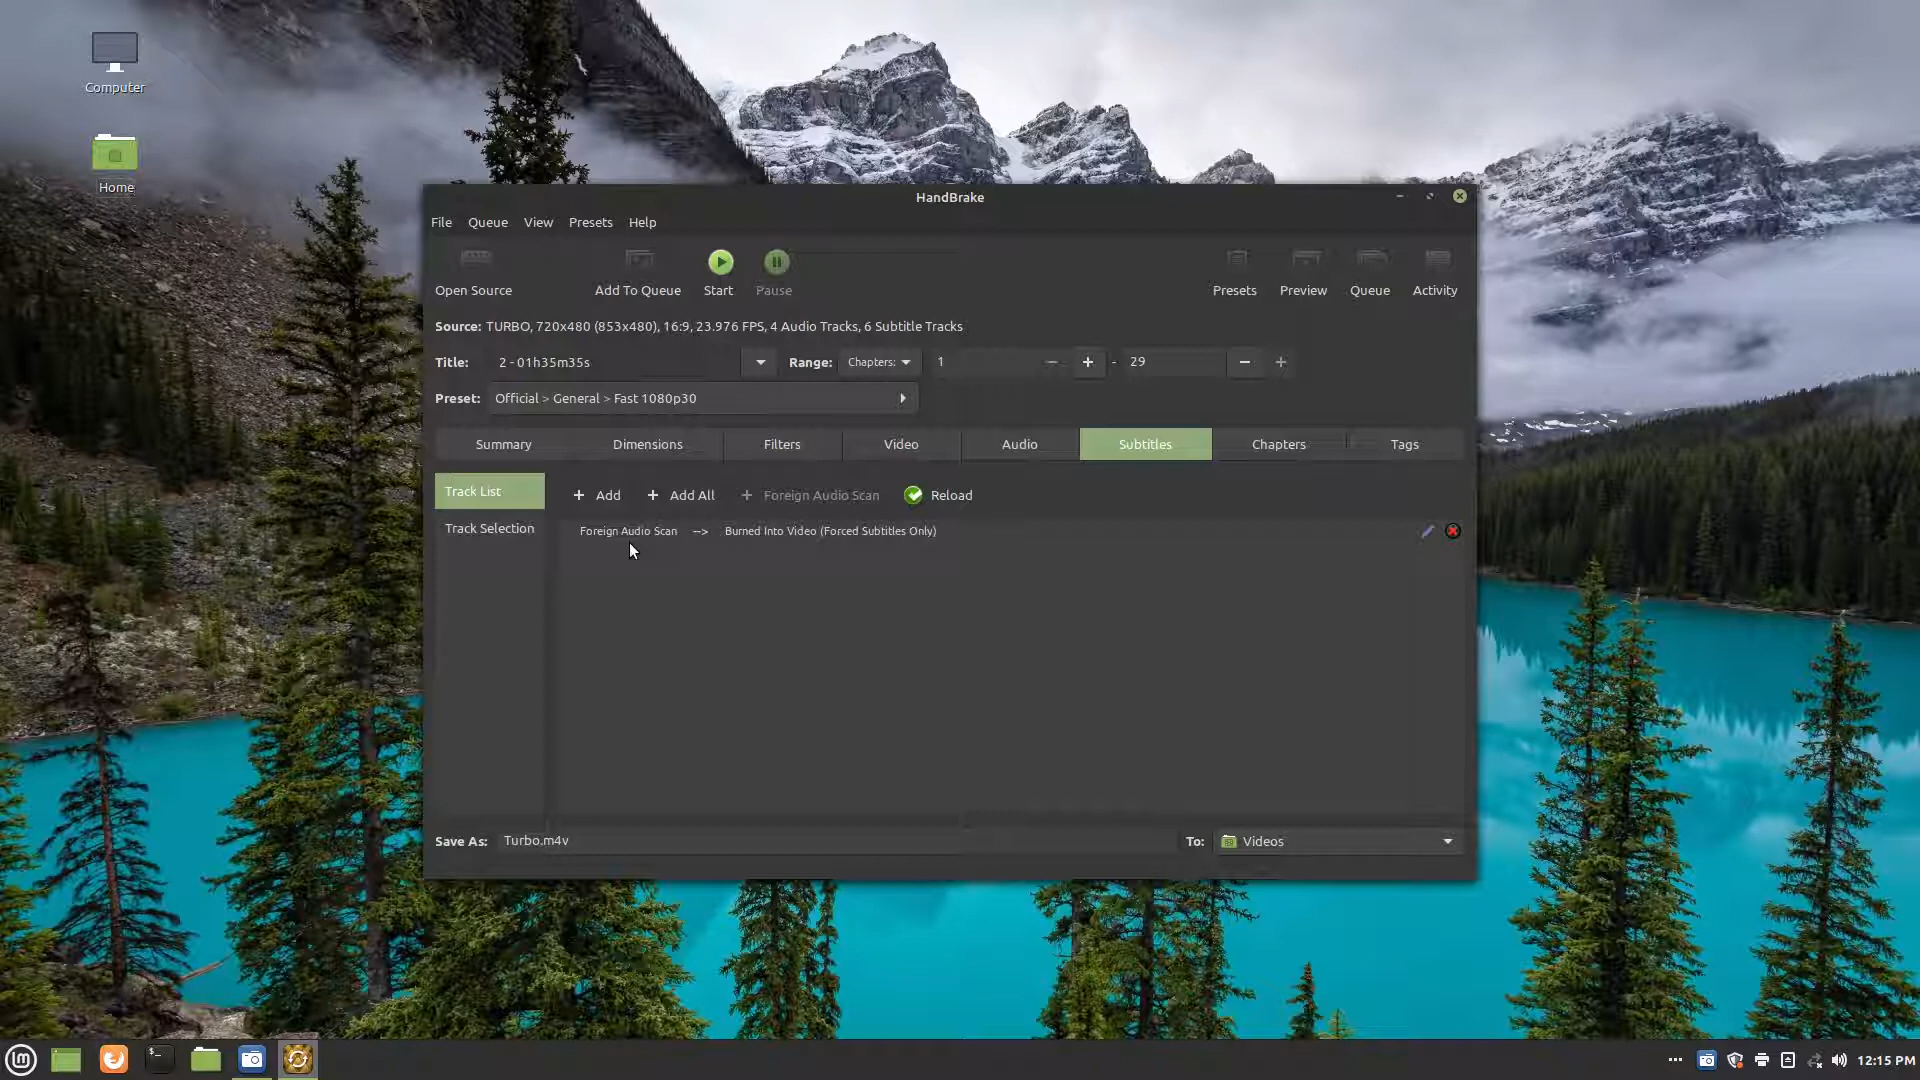 Computer
Home
HandBrake
File Queue View Presets Help
Open Source Add To Queue Start Pause Presets Preview Queue Activity
Source: TURBO, 720x480 (853x480), 16:9, 23.976 FPS, 4 Audio Tracks, 6 Subtitle Tracks
Title: 2 - 01h35m35s Range: Chapters: 1 - 29
Preset: Official > General > Fast 1080p30
Summary Dimensions Filters Video Audio Subtitles Chapters Tags
Track List + Add + Add All + Foreign Audio Scan Reload
Track Selection
Foreign Audio Scan --> Burned Into Video (Forced Subtitles Only)
Save As: Turbo.m4v To: Videos
12:15 PM